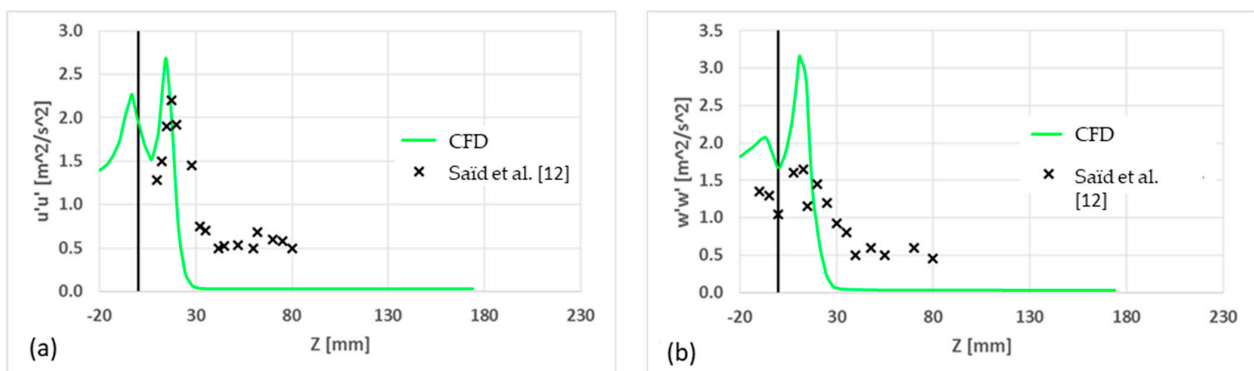 3.0
2.5
2.0
1.5
1.0
0.5
0.0
u'u' [m^2/s^2]
-20 30 80 130 180 230
Z [mm]
CFD
Saïd et al. [12]
(a)
3.5
3.0
2.5
2.0
1.5
1.0
0.5
0.0
w'w' [m^2/s^2]
-20 30 80 130 180 230
Z [mm]
CFD
Saïd et al.
[12]
(b)